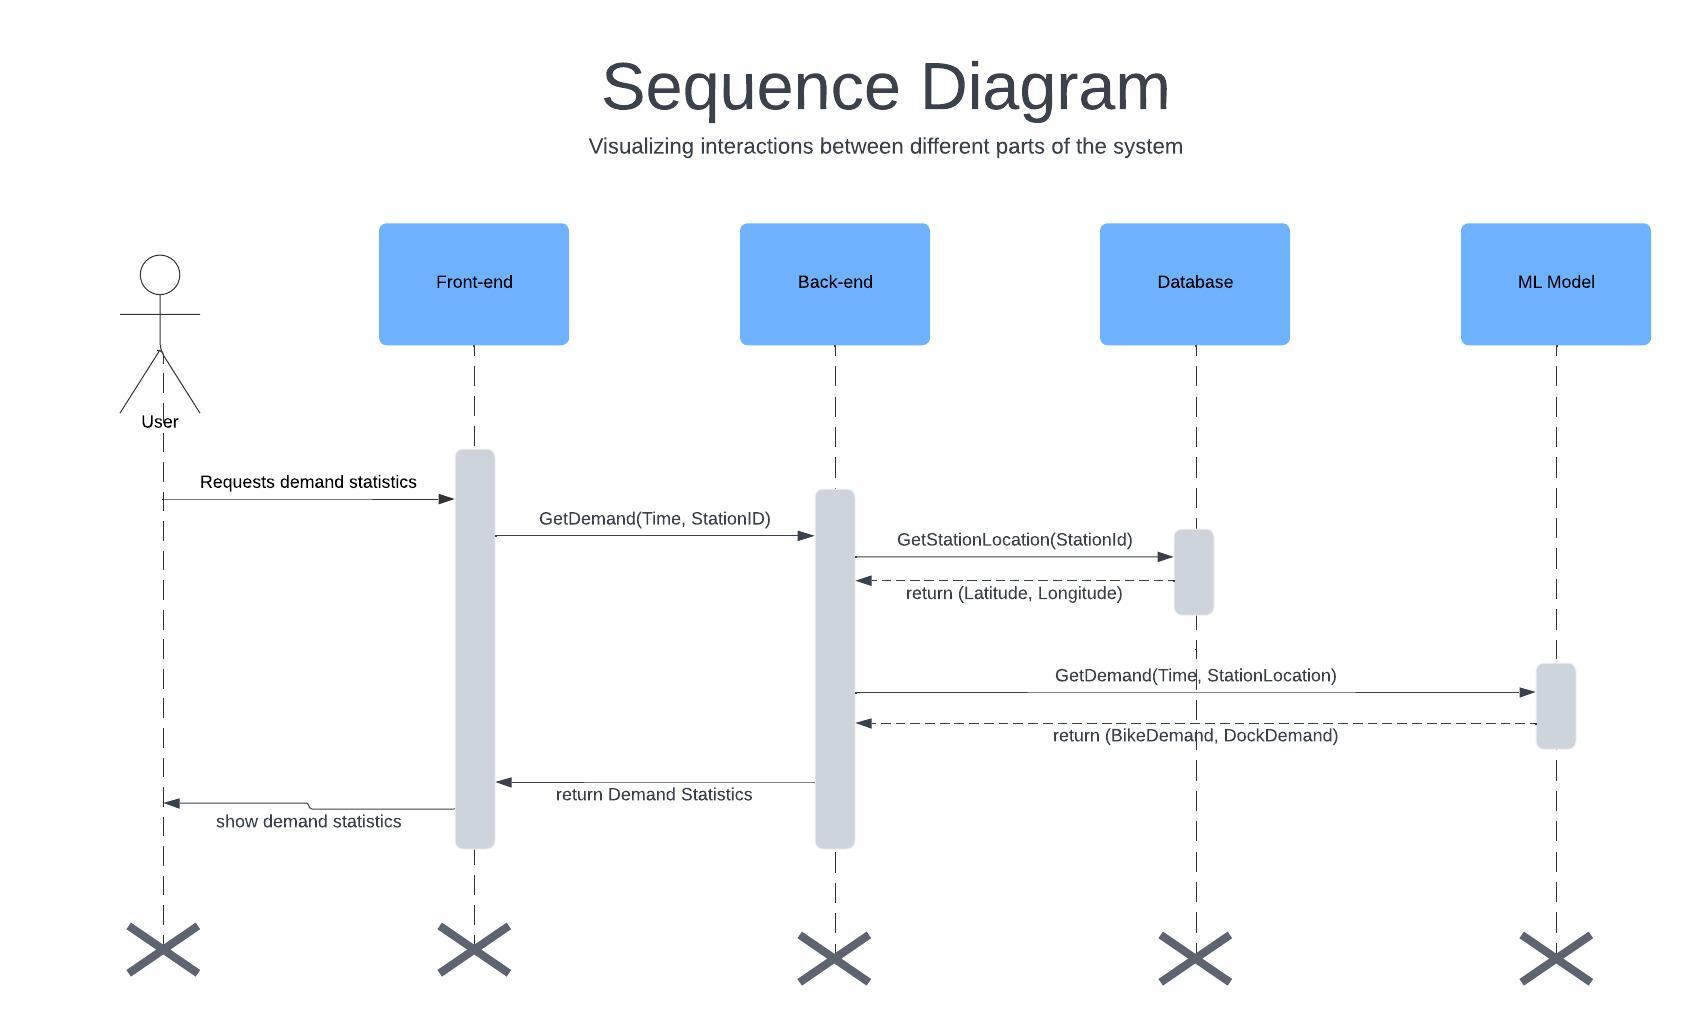 Sequence Diagram
Visualizing interactions between different parts of the system
Front-end
Back-end
Database
ML Model
User
Requests demand statistics
GetDemand(Time, StationID)
GetStationLocation(StationId)
return (Latitude, Longitude)
GetDemand(Time, StationLocation)
return (BikeDemand, DockDemand)
return Demand Statistics
show demand statistics